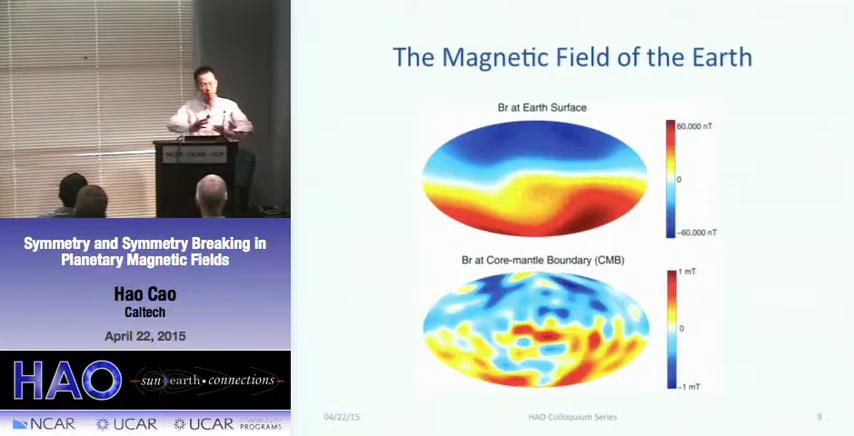 The Magnetic Field of the Earth
Br at Earth Surface
60,000 nT
0
−60,000 nT
Br at Core-mantle Boundary (CMB)
1 mT
0
−1 mT
04/22/15
HAO Colloquium Series
9
Symmetry and Symmetry Breaking in
Planetary Magnetic Fields
Hao Cao
Caltech
April 22, 2015
HAO
sun earth • connections
NCAR
UCAR
UCAR
PROGRAMS